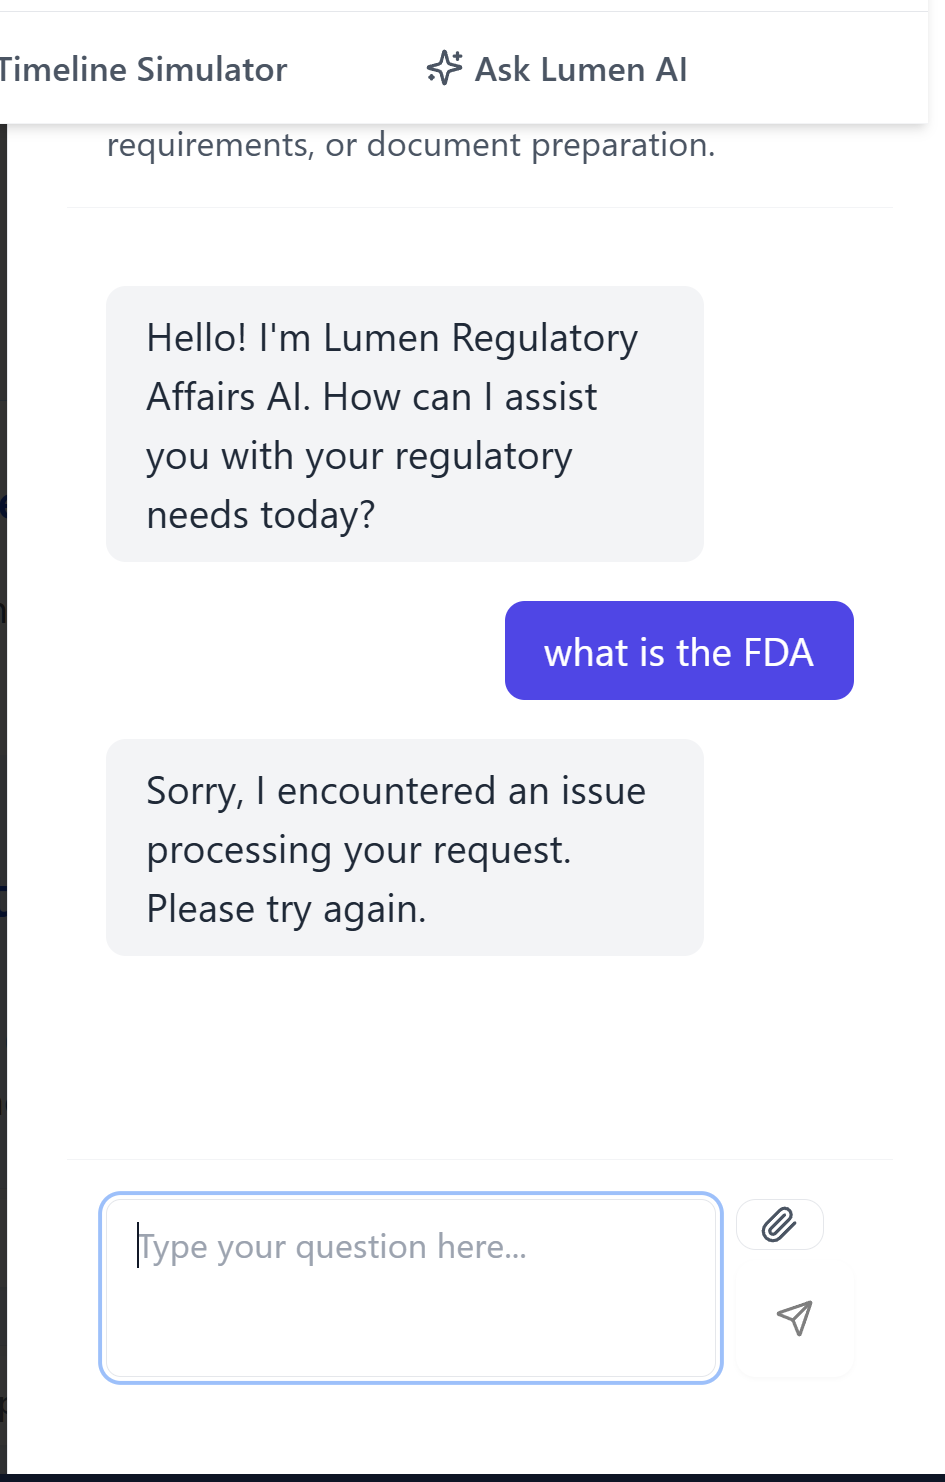 Timeline Simulator
Ask Lumen AI
requirements, or document preparation.
Hello! I'm Lumen Regulatory
Affairs AI. How can I assist
you with your regulatory
needs today?
what is the FDA
Sorry, I encountered an issue
processing your request.
Please try again.
Type your question here...